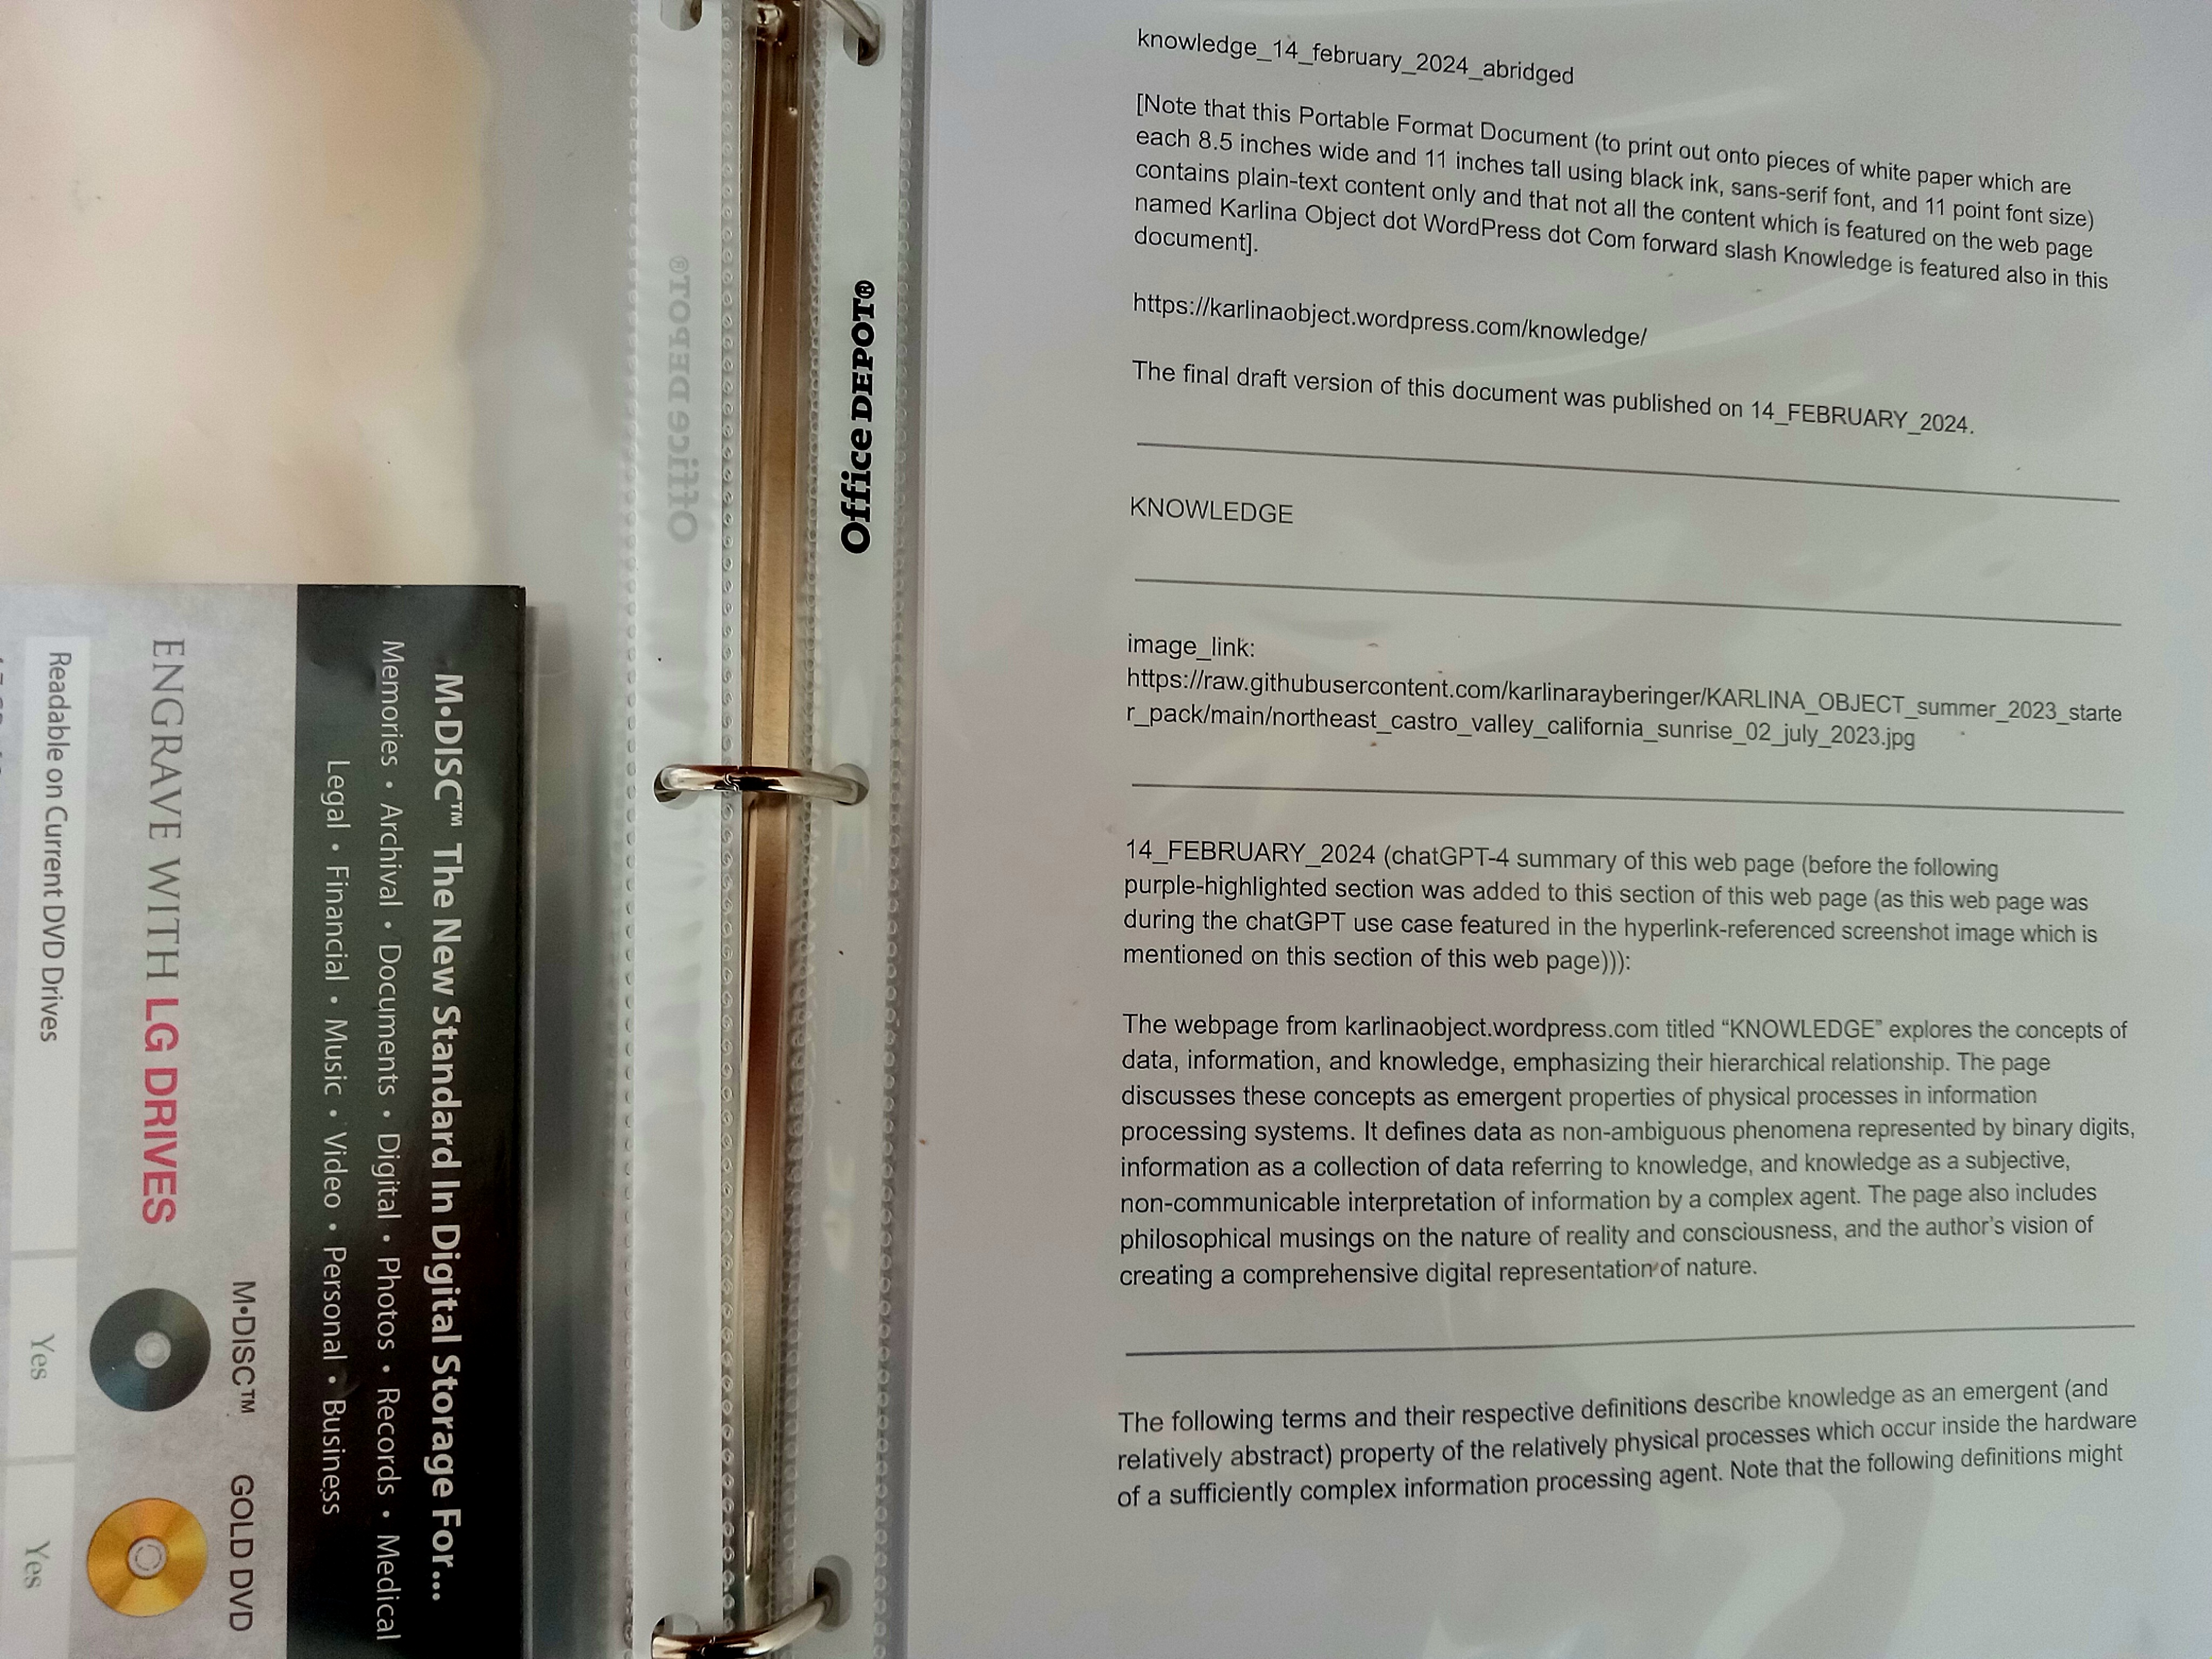 knowledge_14_february_2024_abridged
[Note that this Portable Format Document (to print out onto pieces of white paper which are
each 8.5 inches wide and 11 inches tall using black ink, sans-serif font, and 11 point font size)
contains plain-text content only and that not all the content which is featured on the web page
named Karlina Object dot WordPress dot Com forward slash Knowledge is featured also in this
document].
https://karlinaobject.wordpress.com/knowledge/
The final draft version of this document was published on 14_FEBRUARY_2024.
KNOWLEDGE
image_link:
https://raw.githubusercontent.com/karlinarayberinger/KARLINA_OBJECT_summer_2023_starte
r_pack/main/northeast_castro_valley_california_sunrise_02_july_2023.jpg
14_FEBRUARY_2024 (chatGPT-4 summary of this web page (before the following
purple-highlighted section was added to this section of this web page (as this web page was
during the chatGPT use case featured in the hyperlink-referenced screenshot image which is
mentioned on this section of this web page))):
The webpage from karlinaobject.wordpress.com titled “KNOWLEDGE” explores the concepts of
data, information, and knowledge, emphasizing their hierarchical relationship. The page
discusses these concepts as emergent properties of physical processes in information
processing systems. It defines data as non-ambiguous phenomena represented by binary digits,
information as a collection of data referring to knowledge, and knowledge as a subjective,
non-communicable interpretation of information by a complex agent. The page also includes
philosophical musings on the nature of reality and consciousness, and the author’s vision of
creating a comprehensive digital representation of nature.
The following terms and their respective definitions describe knowledge as an emergent (and
relatively abstract) property of the relatively physical processes which occur inside the hardware
of a sufficiently complex information processing agent. Note that the following definitions might
Office DEPOT®
Office DEPOT®
M•DISC™ The New Standard In Digital Storage For...
Memories • Archival • Documents • Digital • Photos • Records • Medical
Legal • Financial • Music • Video • Personal • Business
M•DISC™ GOLD DVD
ENGRAVE WITH LG DRIVES
Readable on Current DVD Drives Yes Yes